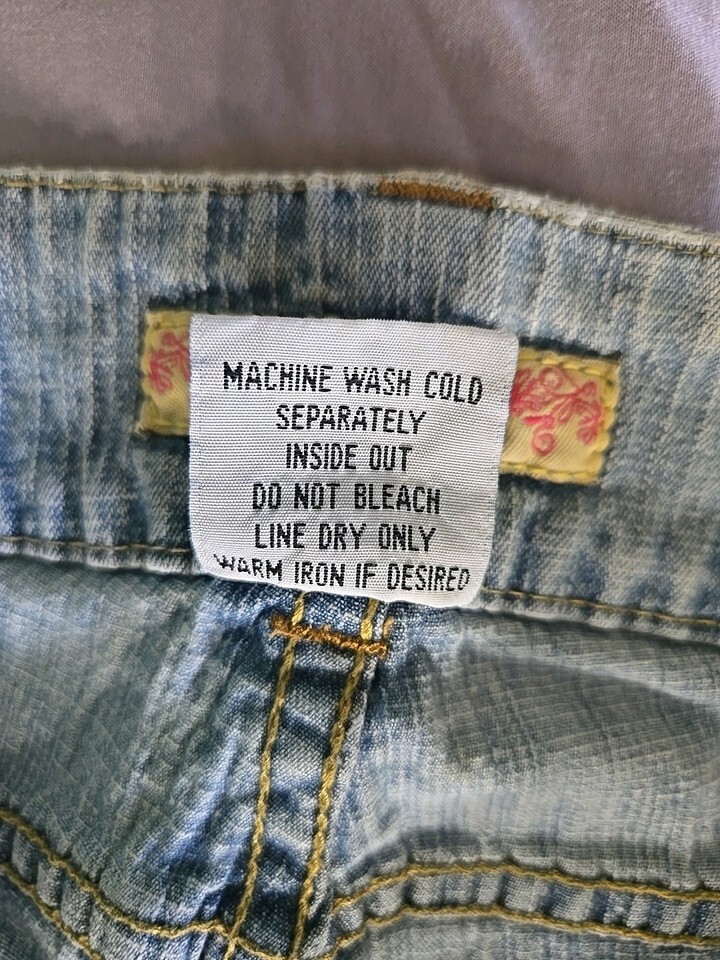 MACHINE WASH COLD
SEPARATELY
INSIDE OUT
DO NOT BLEACH
LINE DRY ONLY
WARM IRON IF DESIRED